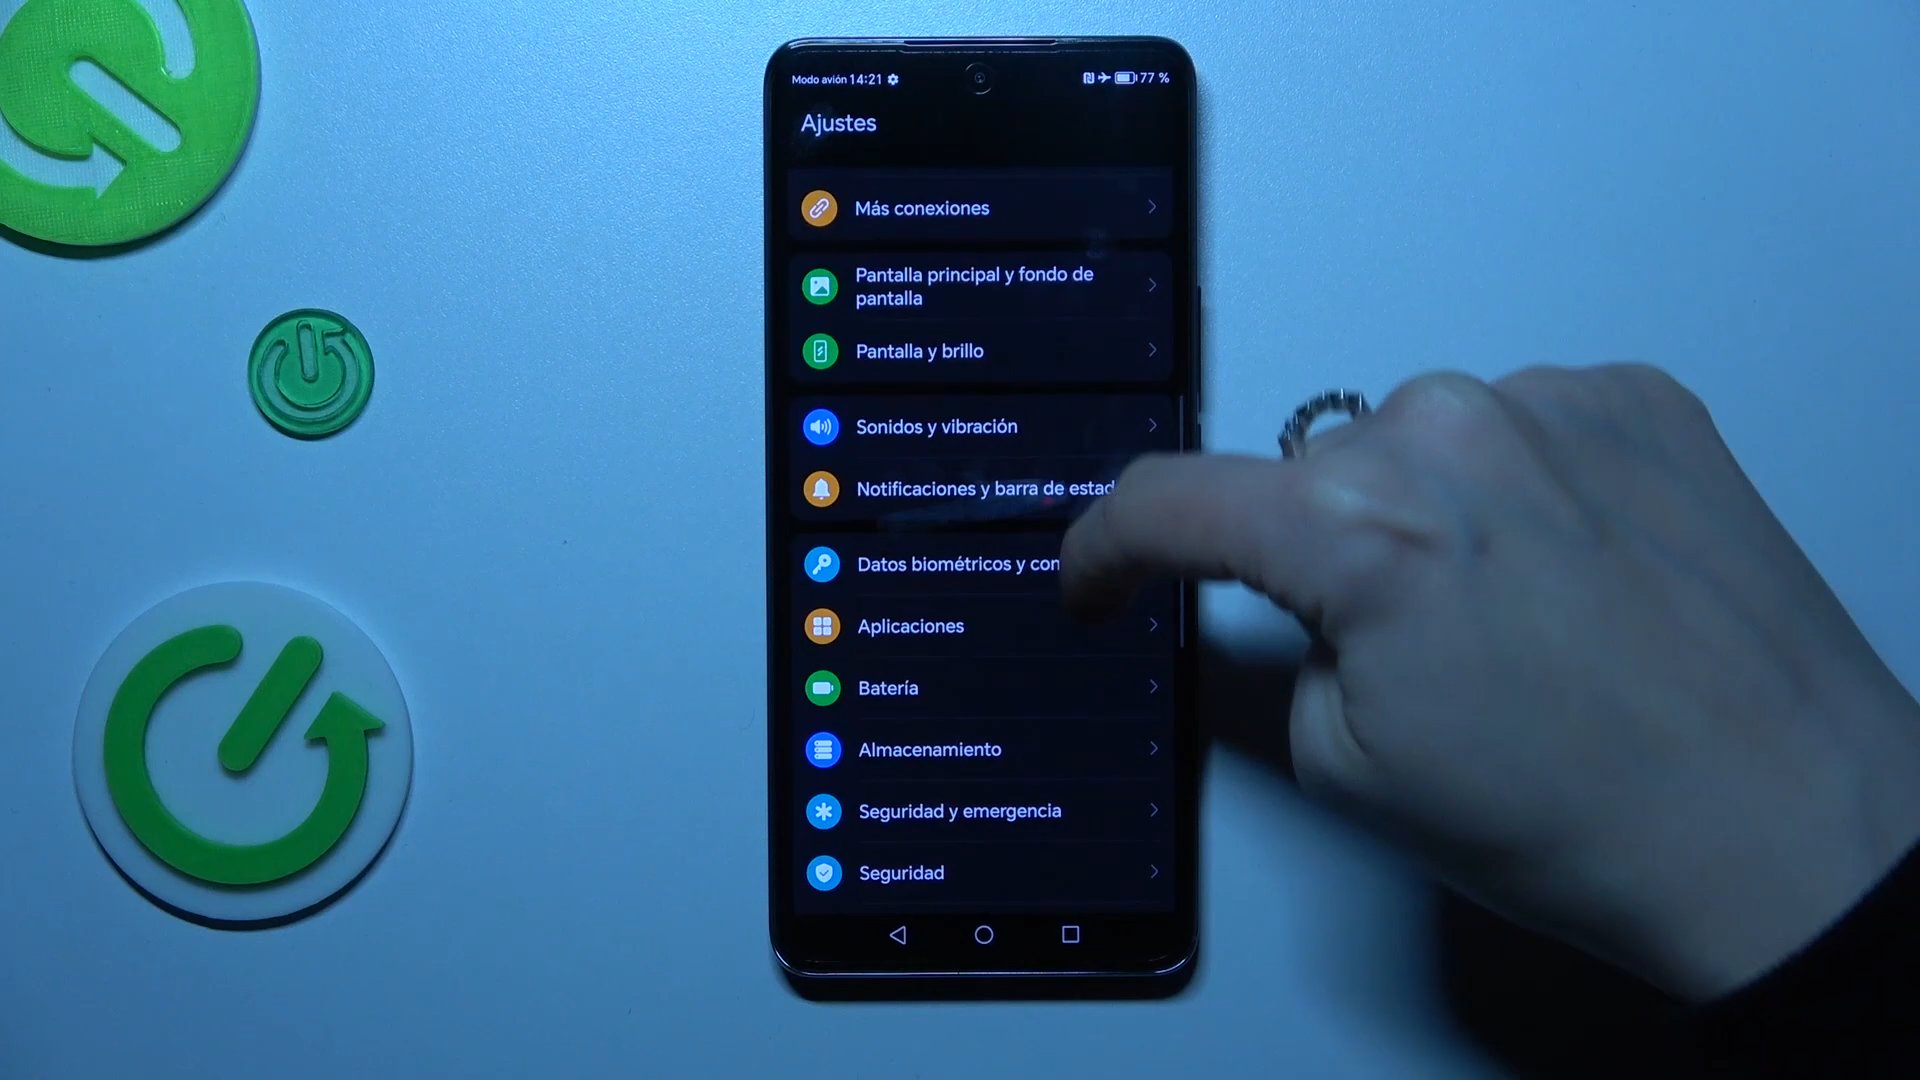 Modo avión 14:21 77 %
Ajustes
Más conexiones
Pantalla principal y fondo de
pantalla
Pantalla y brillo
Sonidos y vibración
Notificaciones y barra de estad
Datos biométricos y con
Aplicaciones
Batería
Almacenamiento
Seguridad y emergencia
Seguridad